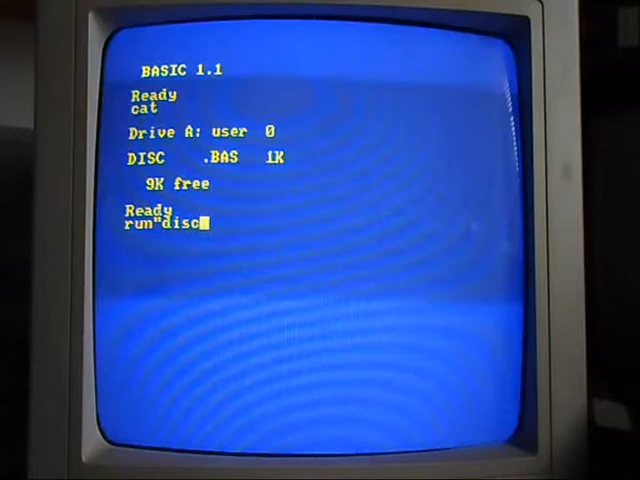 BASIC 1.1
Ready
cat
Drive A: user 0
DISC .BAS 1K
9K free
Ready
run"disc